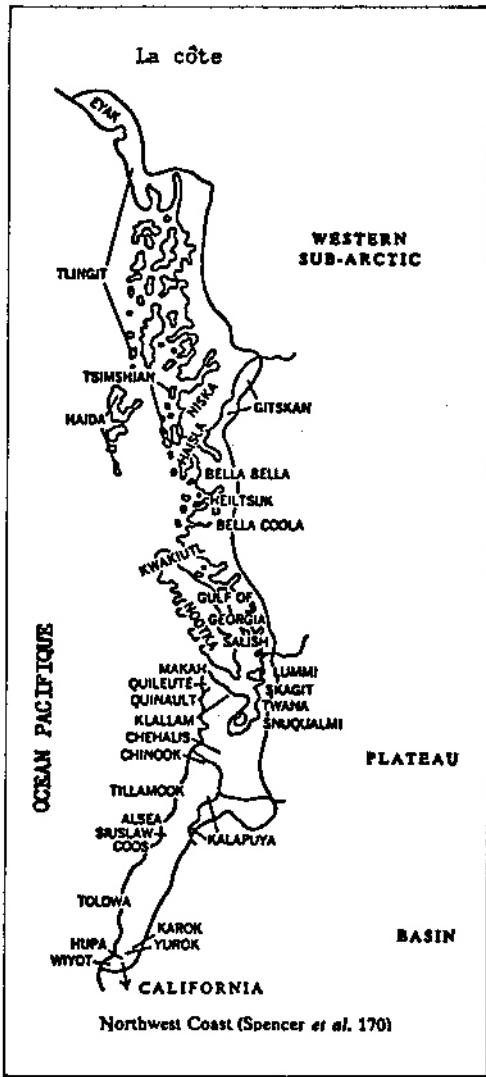 La côte
EYAK
WESTERN
SUB-ARCTIC
TLINGIT
TSIMSHIAN
NISKA
GITSKAN
HAIDA
HAISLA
BELLA BELLA
HEILTSUK
BELLA COOLA
KWAKIUTL
GULF OF
GEORGIA
SALISH
NOOTKA
MAKAH
LUMMI
QUILEUTE
SKAGIT
QUINAULT
TWANA
KLALLAM
SNUQUALMI
CHEHALIS
CHINOOK
OCEAN PACIFIQUE
PLATEAU
TILLAMOOK
ALSEA
SIUSLAW
COOS
KALAPUYA
TOLOWA
KAROK
HUPA
YUROK
WIYOT
BASIN
CALIFORNIA
Northwest Coast (Spencer et al. 170)